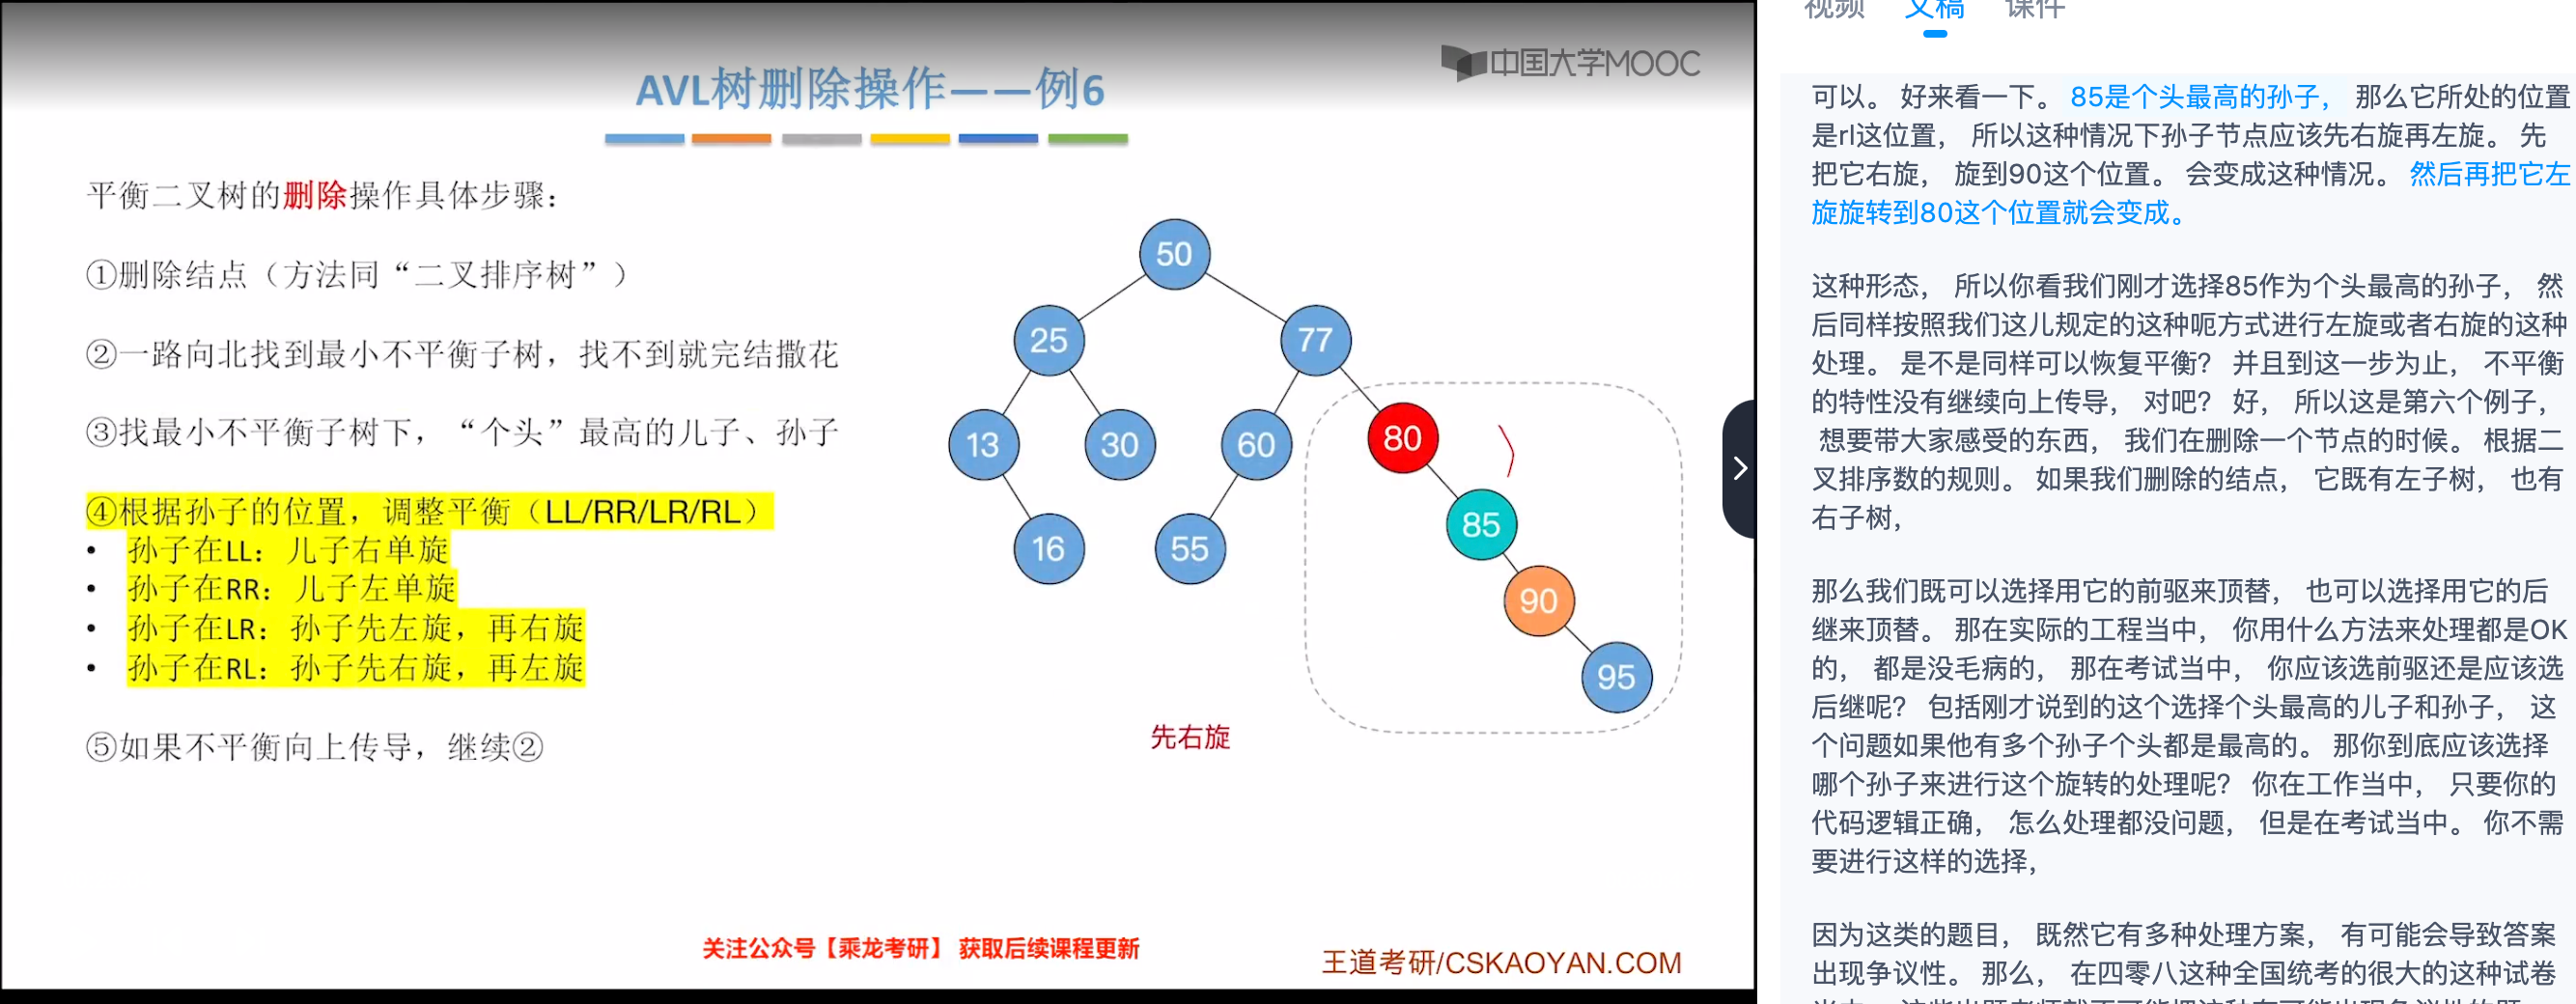 中国大学MOOC
AVL树删除操作——例6
平衡二叉树的删除操作具体步骤：
①删除结点（方法同“二叉排序树”）
②一路向北找到最小不平衡子树，找不到就完结撒花
③找最小不平衡子树下，“个头”最高的儿子、孙子
④根据孙子的位置，调整平衡（LL/RR/LR/RL）
• 孙子在LL：儿子右单旋
• 孙子在RR：儿子左单旋
• 孙子在LR：孙子先左旋，再右旋
• 孙子在RL：孙子先右旋，再左旋
⑤如果不平衡向上传导，继续②
50
25
77
13
30
60
80
16
55
85
90
95
先右旋
关注公众号【乘龙考研】 获取后续课程更新
王道考研/CSKAOYAN.COM
视频 文稿 课件
可以。 好来看一下。 85是个头最高的孙子， 那么它所处的位置
是rl这位置， 所以这种情况下孙子节点应该先右旋再左旋。 先
把它右旋， 旋到90这个位置。 会变成这种情况。 然后再把它左
旋旋转到80这个位置就会变成。
这种形态， 所以你看我们刚才选择85作为个头最高的孙子， 然
后同样按照我们这儿规定的这种呃方式进行左旋或者右旋的这种
处理。 是不是同样可以恢复平衡？ 并且到这一步为止， 不平衡
的特性没有继续向上传导， 对吧？ 好， 所以这是第六个例子，
想要带大家感受的东西， 我们在删除一个节点的时候。 根据二
叉排序数的规则。 如果我们删除的结点， 它既有左子树， 也有
右子树，
那么我们既可以选择用它的前驱来顶替， 也可以选择用它的后
继来顶替。 那在实际的工程当中， 你用什么方法来处理都是OK
的， 都是没毛病的， 那在考试当中， 你应该选前驱还是应该选
后继呢？ 包括刚才说到的这个选择个头最高的儿子和孙子， 这
个问题如果他有多个孙子个头都是最高的。 那你到底应该选择
哪个孙子来进行这个旋转的处理呢？ 你在工作当中， 只要你的
代码逻辑正确， 怎么处理都没问题， 但是在考试当中。 你不需
要进行这样的选择，
因为这类的题目， 既然它有多种处理方案， 有可能会导致答案
出现争议性。 那么， 在四零八这种全国统考的很大的这种试卷